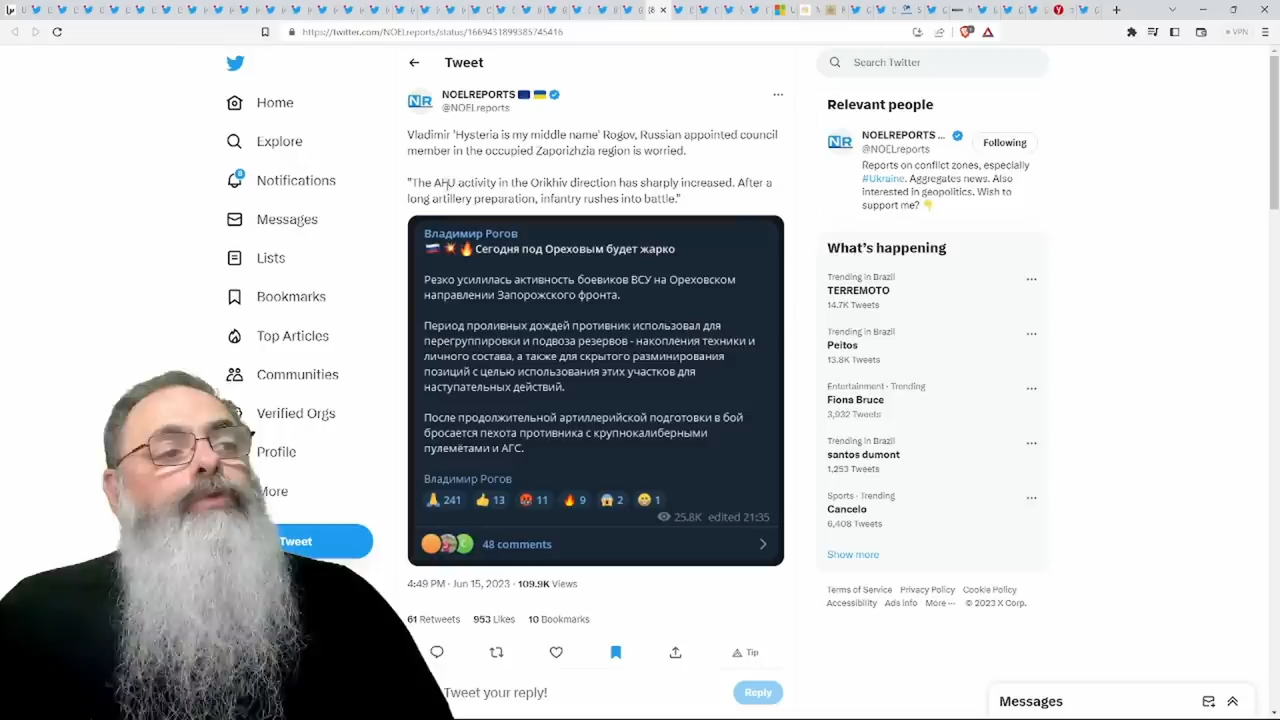 https://twitter.com/NOELreports/status/1669431899385745416
VPN
Home
Explore
8
Notifications
Messages
Lists
Bookmarks
Top Articles
Communities
Verified Orgs
Profile
More
Tweet
Tweet
NOELREPORTS
@NOELreports
Vladimir 'Hysteria is my middle name' Rogov, Russian appointed council
member in the occupied Zaporizhzia region is worried.
"The AHU activity in the Orikhiv direction has sharply increased. After a
long artillery preparation, infantry rushes into battle."
Владимир Рогов
Сегодня под Ореховым будет жарко
Резко усилилась активность боевиков ВСУ на Ореховском
направлении Запорожского фронта.
Период проливных дождей противник использовал для
перегруппировки и подвоза резервов - накопления техники и
личного состава, а также для скрытого разминирования
позиций с целью использования этих участков для
наступательных действий.
После продолжительной артиллерийской подготовки в бой
бросается пехота противника с крупнокалиберными
пулемётами и АГС.
Владимир Рогов
241 13 11 9 2 1
25.8K edited 21:35
48 comments
4:49 PM · Jun 15, 2023 · 109.9K Views
61 Retweets 953 Likes 10 Bookmarks
Tip
Tweet your reply!
Reply
Search Twitter
Relevant people
NOELREPORTS ...
@NOELreports
Following
Reports on conflict zones, especially
#Ukraine. Aggregates news. Also
interested in geopolitics. Wish to
support me?
What's happening
Trending in Brazil
TERREMOTO
14.7K Tweets
Trending in Brazil
Peitos
13.8K Tweets
Entertainment · Trending
Fiona Bruce
3,932 Tweets
Trending in Brazil
santos dumont
1,253 Tweets
Sports · Trending
Cancelo
6,408 Tweets
Show more
Terms of Service Privacy Policy Cookie Policy
Accessibility Ads info More ··· © 2023 X Corp.
Messages